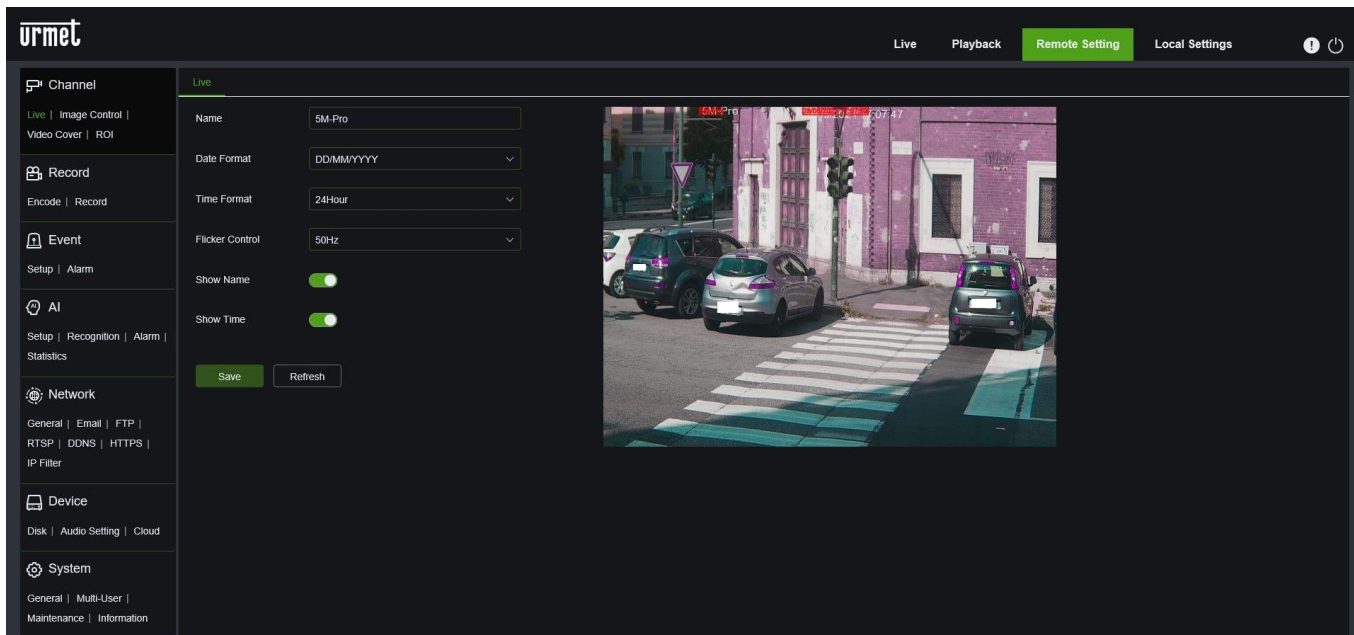 urmet
Live Playback Remote Setting Local Settings
Channel
Live | Image Control |
Video Cover | ROI
Record
Encode | Record
Event
Setup | Alarm
AI
Setup | Recognition | Alarm |
Statistics
Network
General | Email | FTP |
RTSP | DDNS | HTTPS |
IP Filter
Device
Disk | Audio Setting | Cloud
System
General | Multi-User |
Maintenance | Information
Live
Name 5M-Pro
Date Format DD/MM/YYYY
Time Format 24Hour
Flicker Control 50Hz
Show Name
Show Time
Save Refresh
5M-Pro